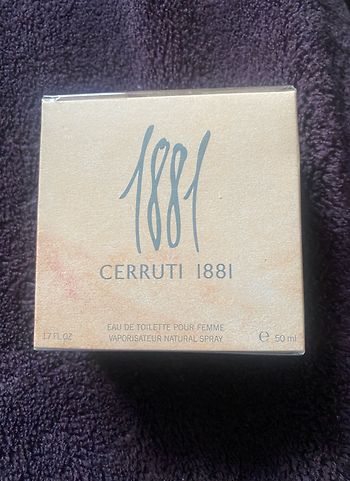 1881
CERRUTI 1881
EAU DE TOILETTE POUR FEMME
1.7 FL OZ VAPORISATEUR NATURAL SPRAY ℮ 50 ml